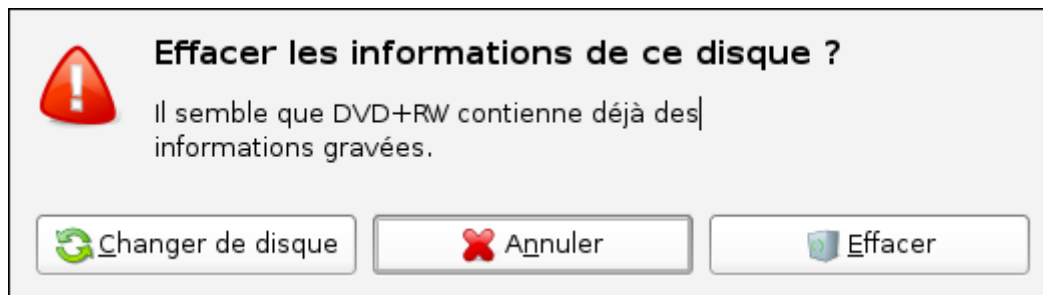 Effacer les informations de ce disque ?
Il semble que DVD+RW contienne déjà des
informations gravées.
Changer de disque
Annuler
Effacer